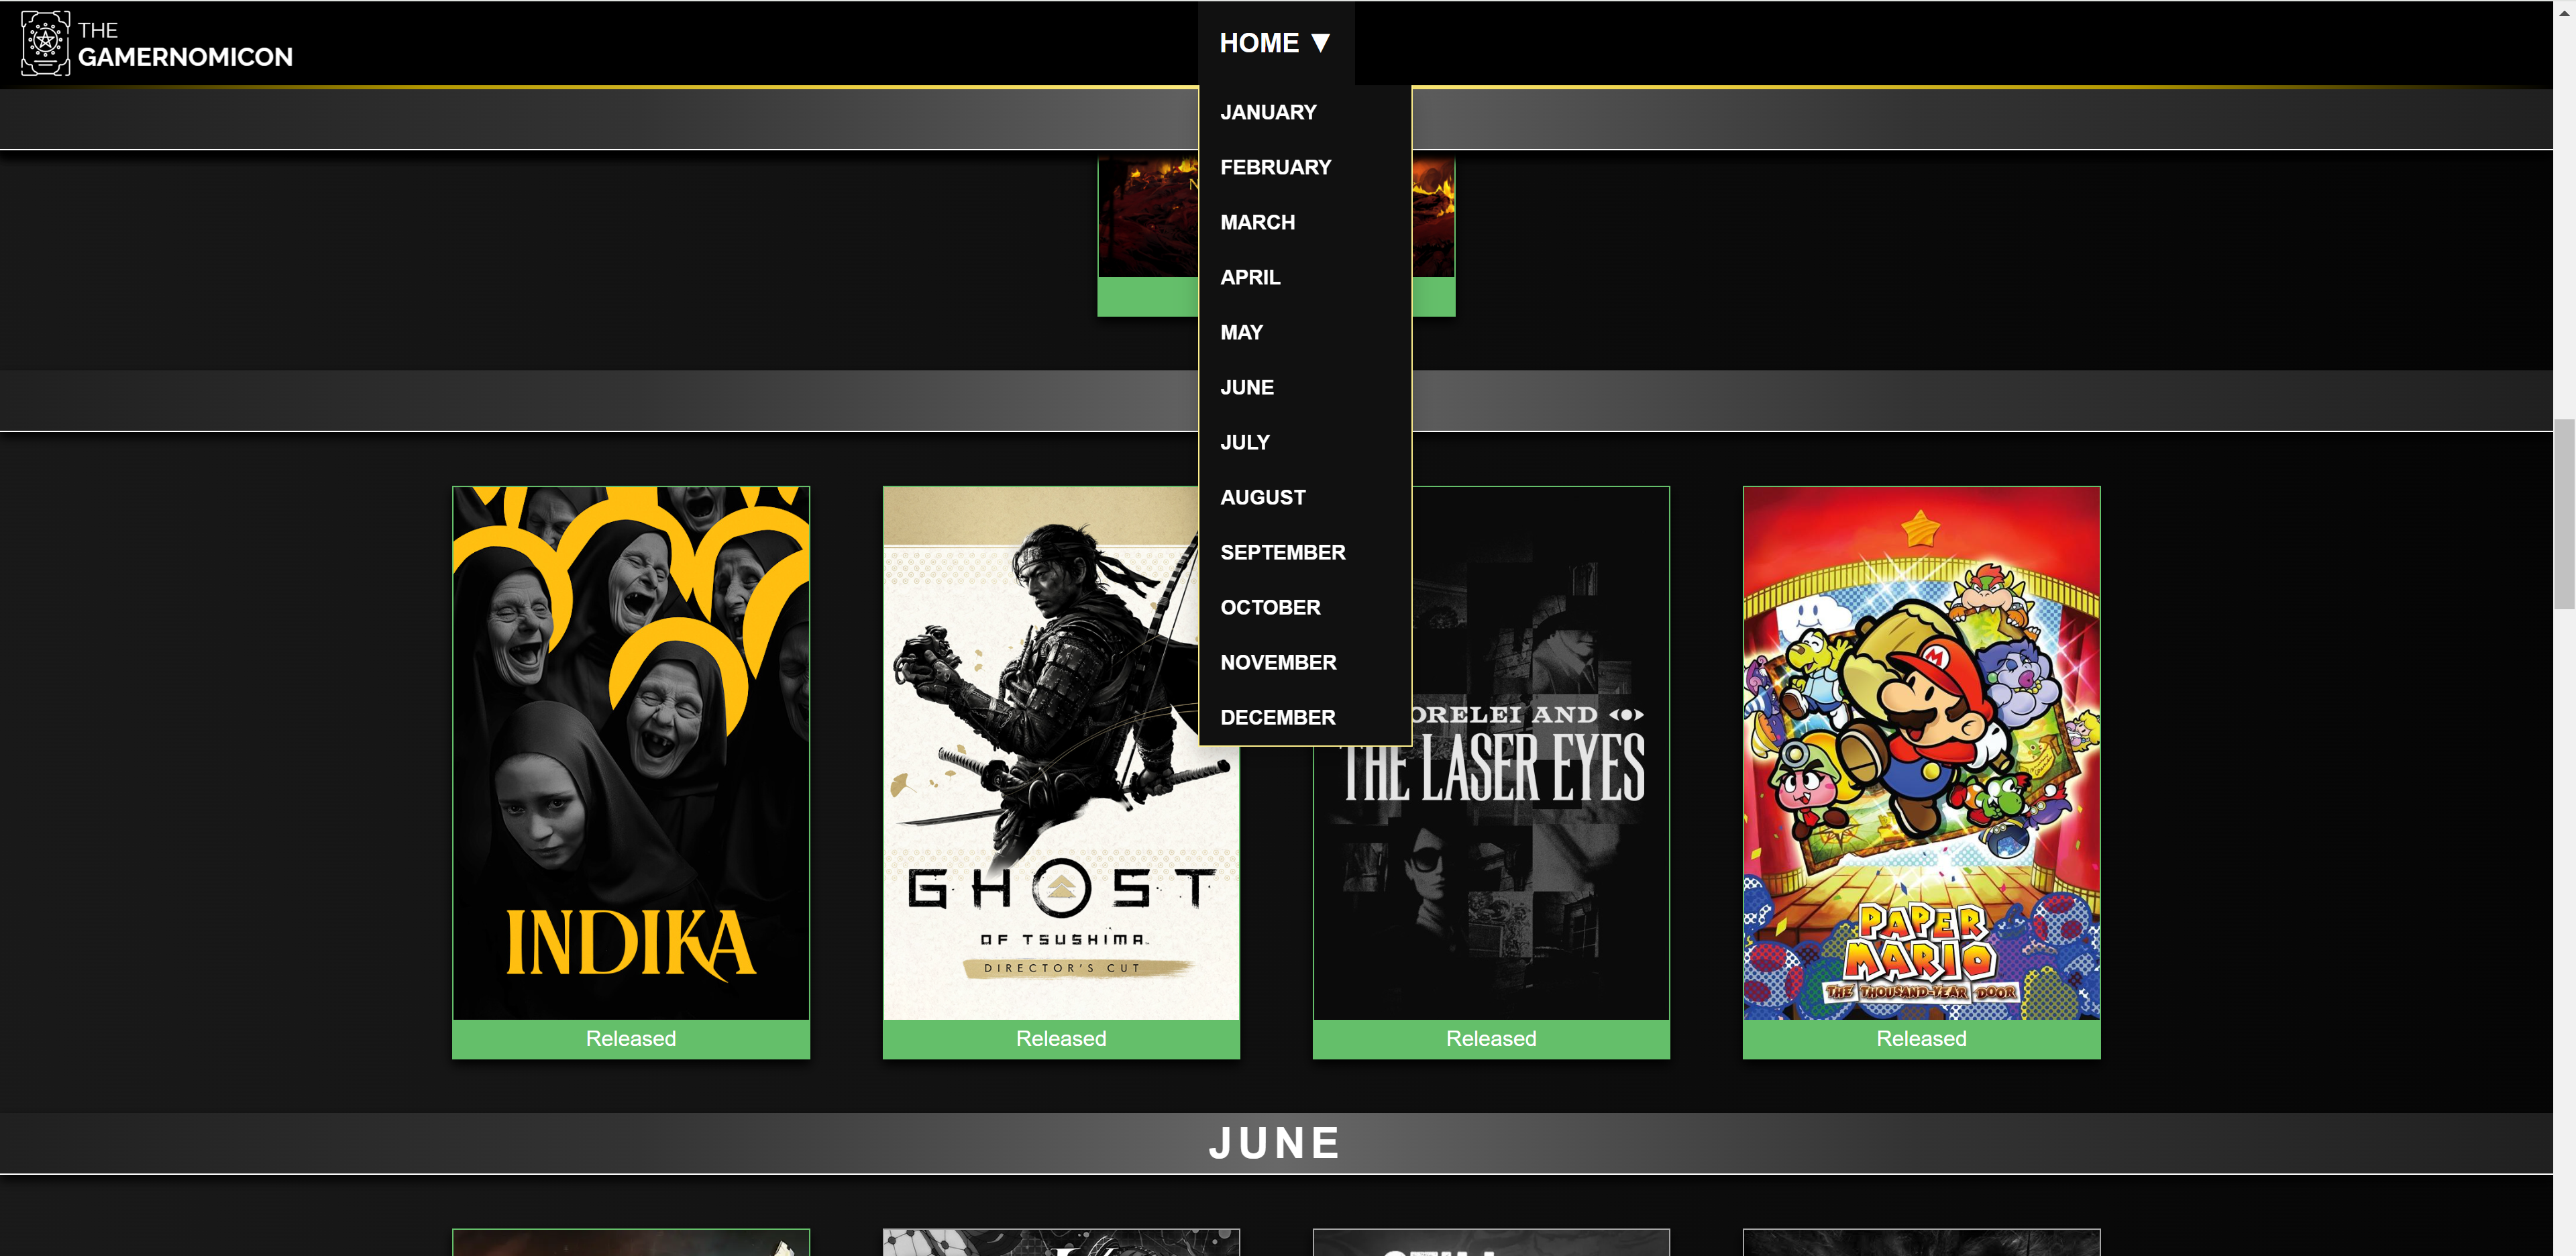 THE
GAMERNOMICON
HOME ▼
JANUARY
FEBRUARY
MARCH
APRIL
MAY
JUNE
JULY
AUGUST
SEPTEMBER
OCTOBER
NOVEMBER
DECEMBER
INDIKA
Released
GHOST
OF TSUSHIMA
DIRECTOR'S CUT
Released
ORELEI AND
THE LASER EYES
Released
M
PAPER
MARIO
THE THOUSAND-YEAR DOOR
Released
JUNE